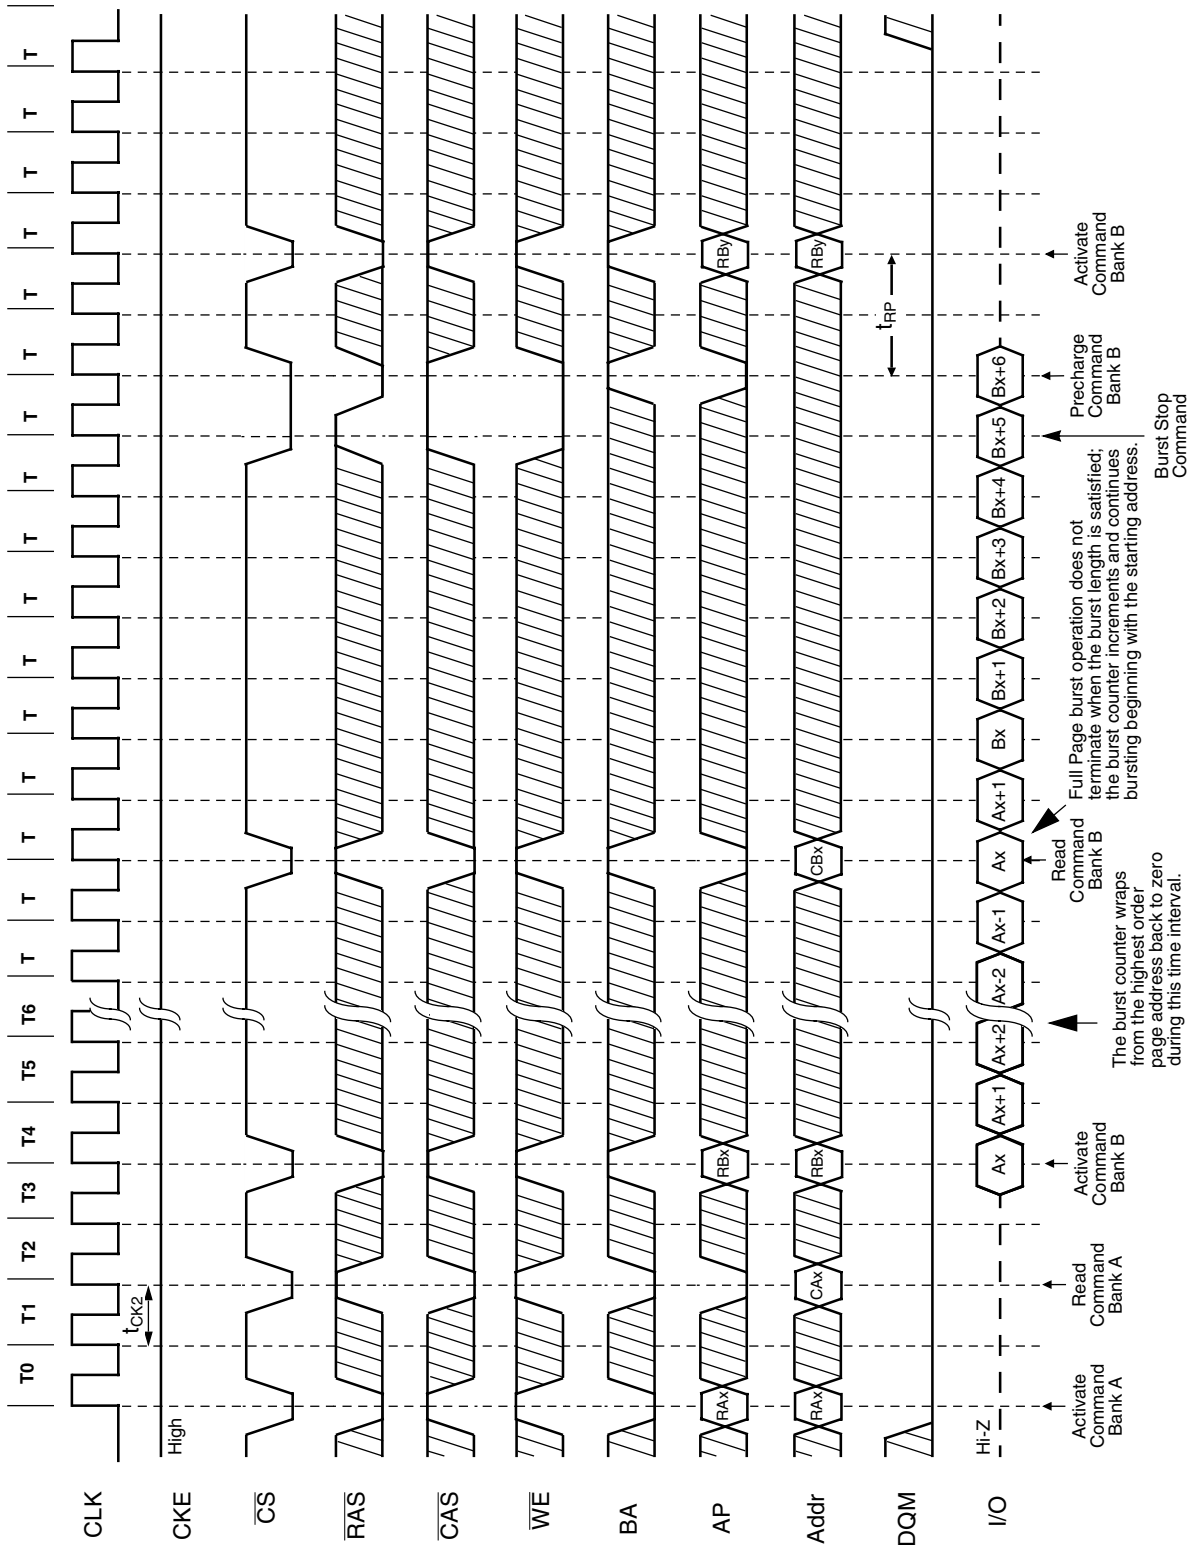 T0 T1 T2 T3 T4 T5 T6 T T T T T T T T T T T T T T T T
CLK
tCK2
CKE
High
CS
RAS
CAS
WE
BA
AP
RAx RBx RBy
Addr
RAx CAx RBx CBx RBy
DQM
tRP
I/O
Hi-Z
Ax Ax+1 Ax+2 Ax-2 Ax-1 Ax Ax+1 Bx Bx+1 Bx+2 Bx+3 Bx+4 Bx+5 Bx+6
Activate
Command
Bank A
Read
Command
Bank A
Activate
Command
Bank B
The burst counter wraps
from the highest order
page address back to zero
during this time interval.
Read
Command
Bank B
Full Page burst operation does not
terminate when the burst length is satisfied;
the burst counter increments and continues
bursting beginning with the starting address.
Burst Stop
Command
Precharge
Command
Bank B
Activate
Command
Bank B